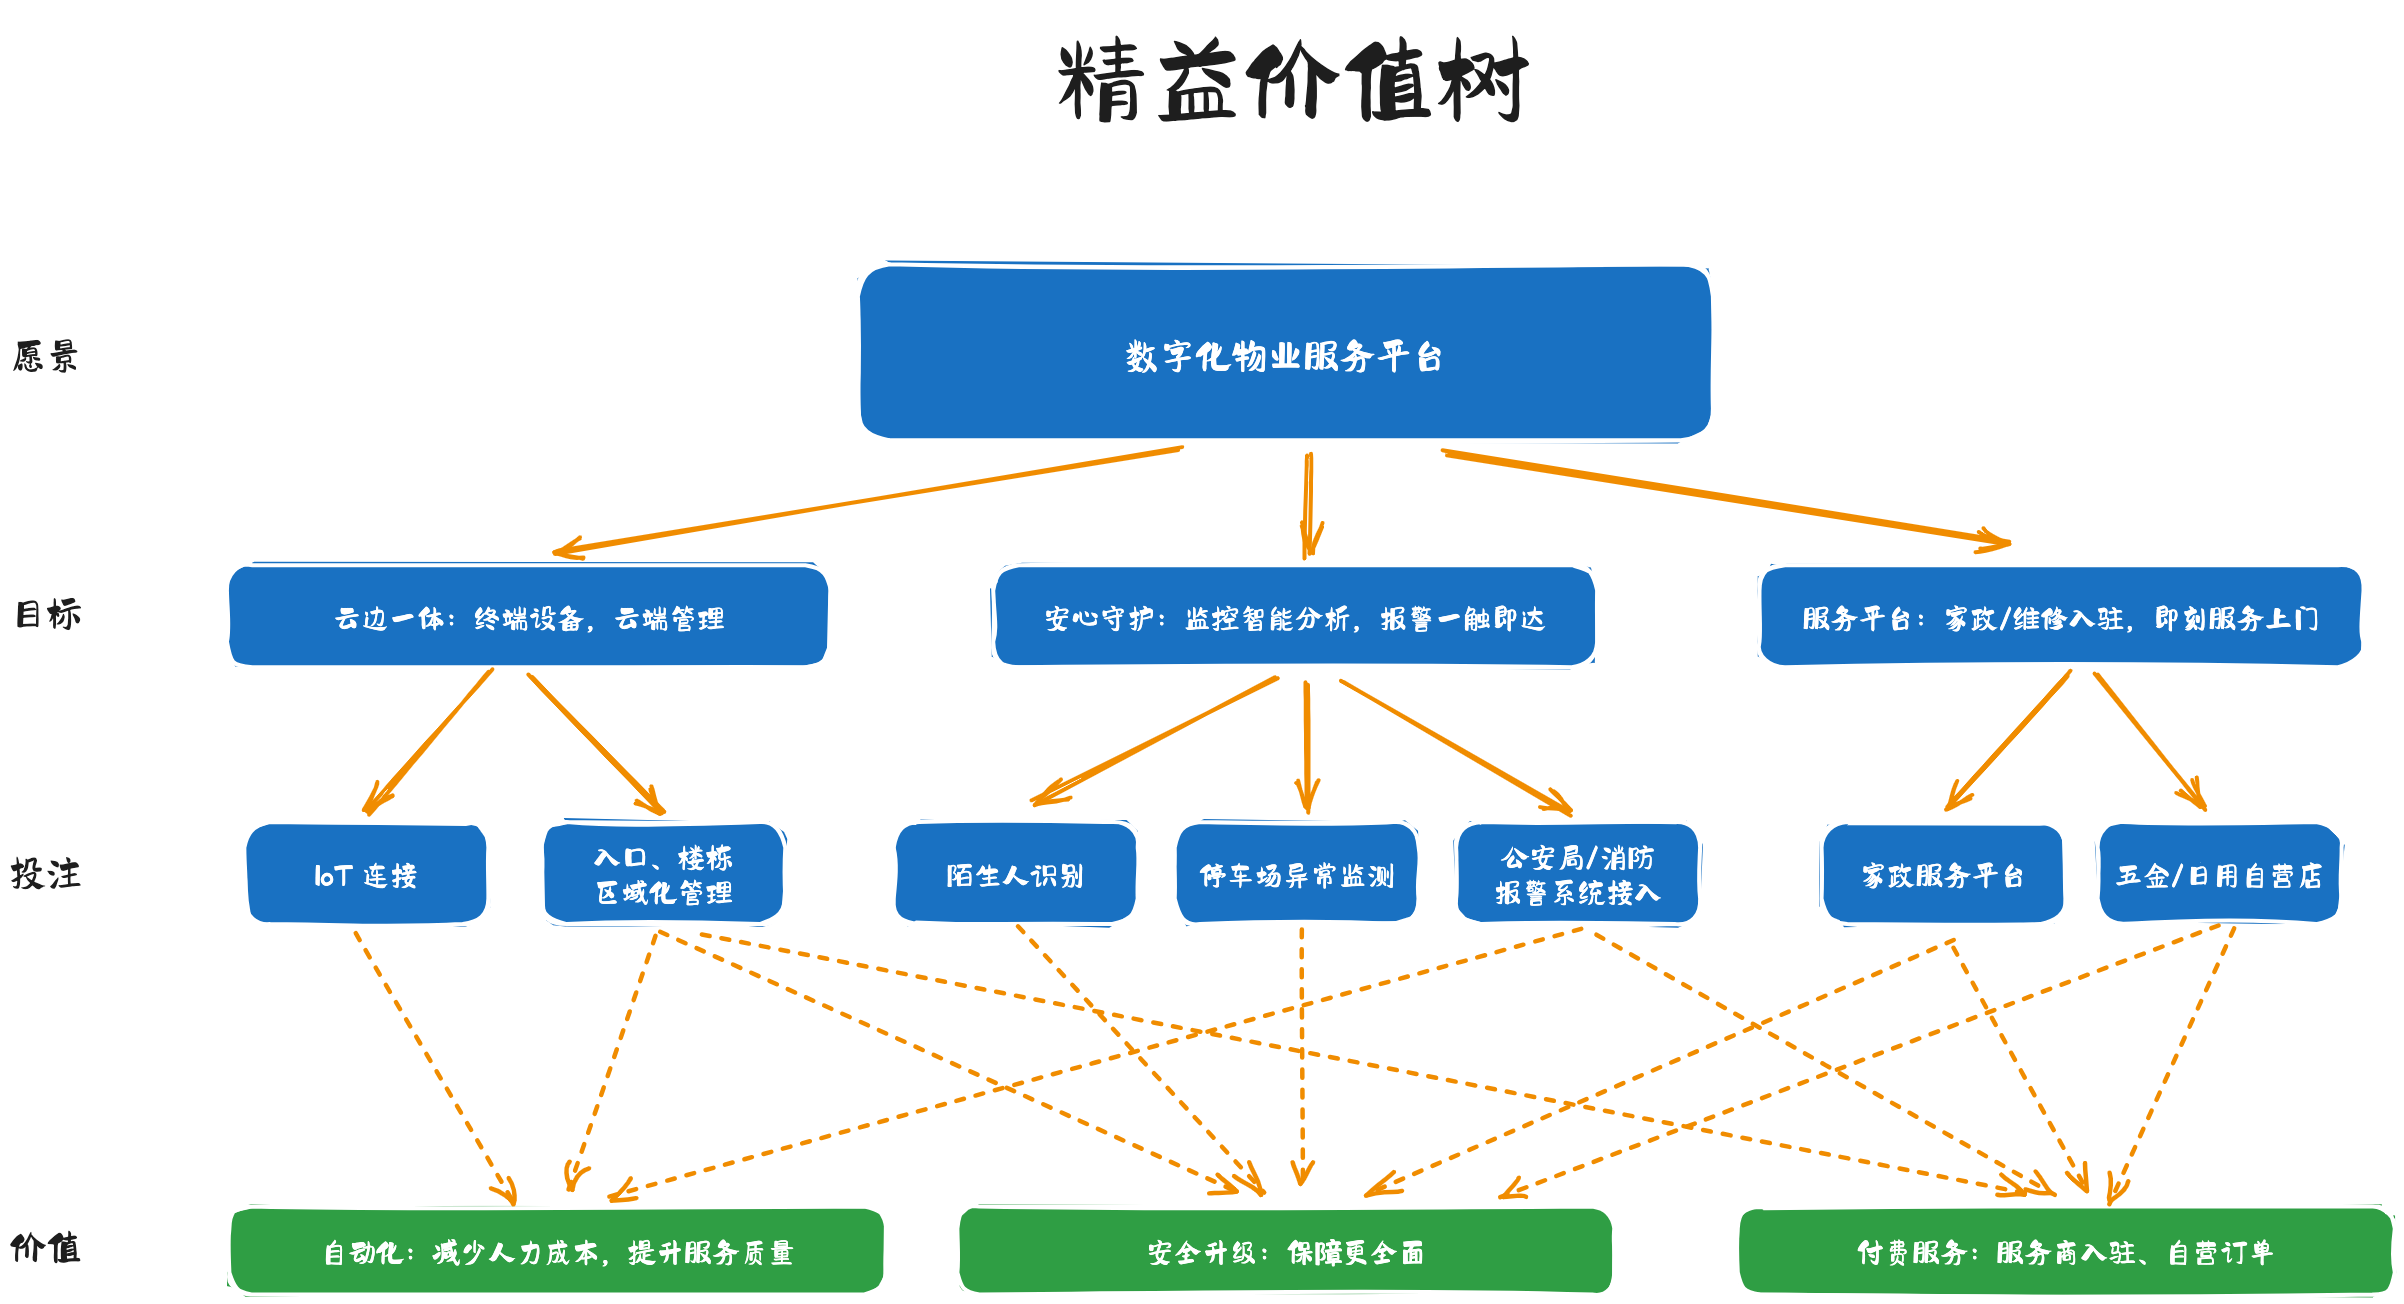 精益价值树
愿景
数字化物业服务平台
目标
云边一体：终端设备，云端管理
安心守护：监控智能分析，报警一触即达
服务平台：家政/维修入驻，即刻服务上门
投注
IoT 连接
入口、楼栋
区域化管理
陌生人识别
停车场异常监测
公安局/消防
报警系统接入
家政服务平台
五金/日用自营店
价值
自动化：减少人力成本，提升服务质量
安全升级：保障更全面
付费服务：服务商入驻、自营订单